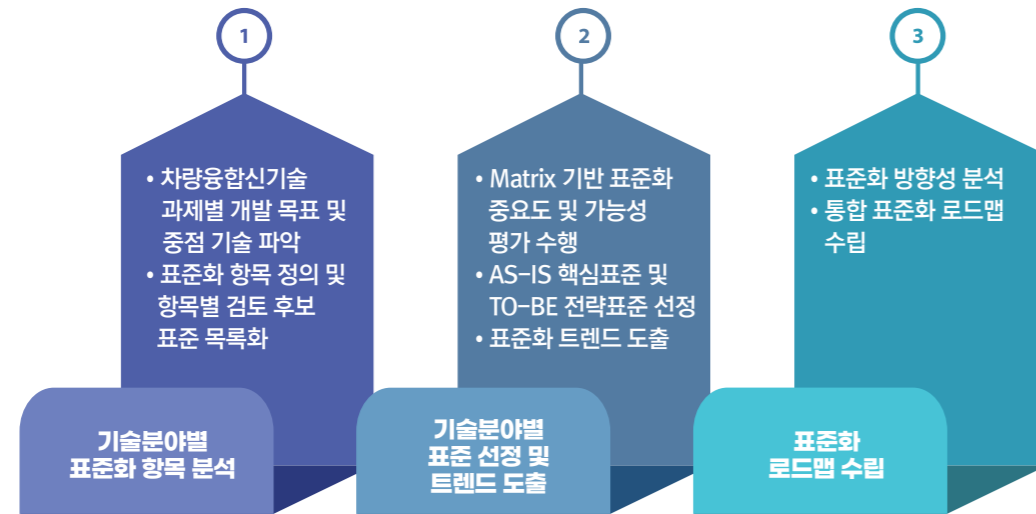 1
• 차량융합신기술
과제별 개발 목표 및
중점 기술 파악
• 표준화 항목 정의 및
항목별 검토 후보
표준 목록화
기술분야별
표준화 항목 분석
2
• Matrix 기반 표준화
중요도 및 가능성
평가 수행
• AS-IS 핵심표준 및
TO-BE 전략표준 선정
• 표준화 트렌드 도출
기술분야별
표준 선정 및
트렌드 도출
3
• 표준화 방향성 분석
• 통합 표준화 로드맵
수립
표준화
로드맵 수립